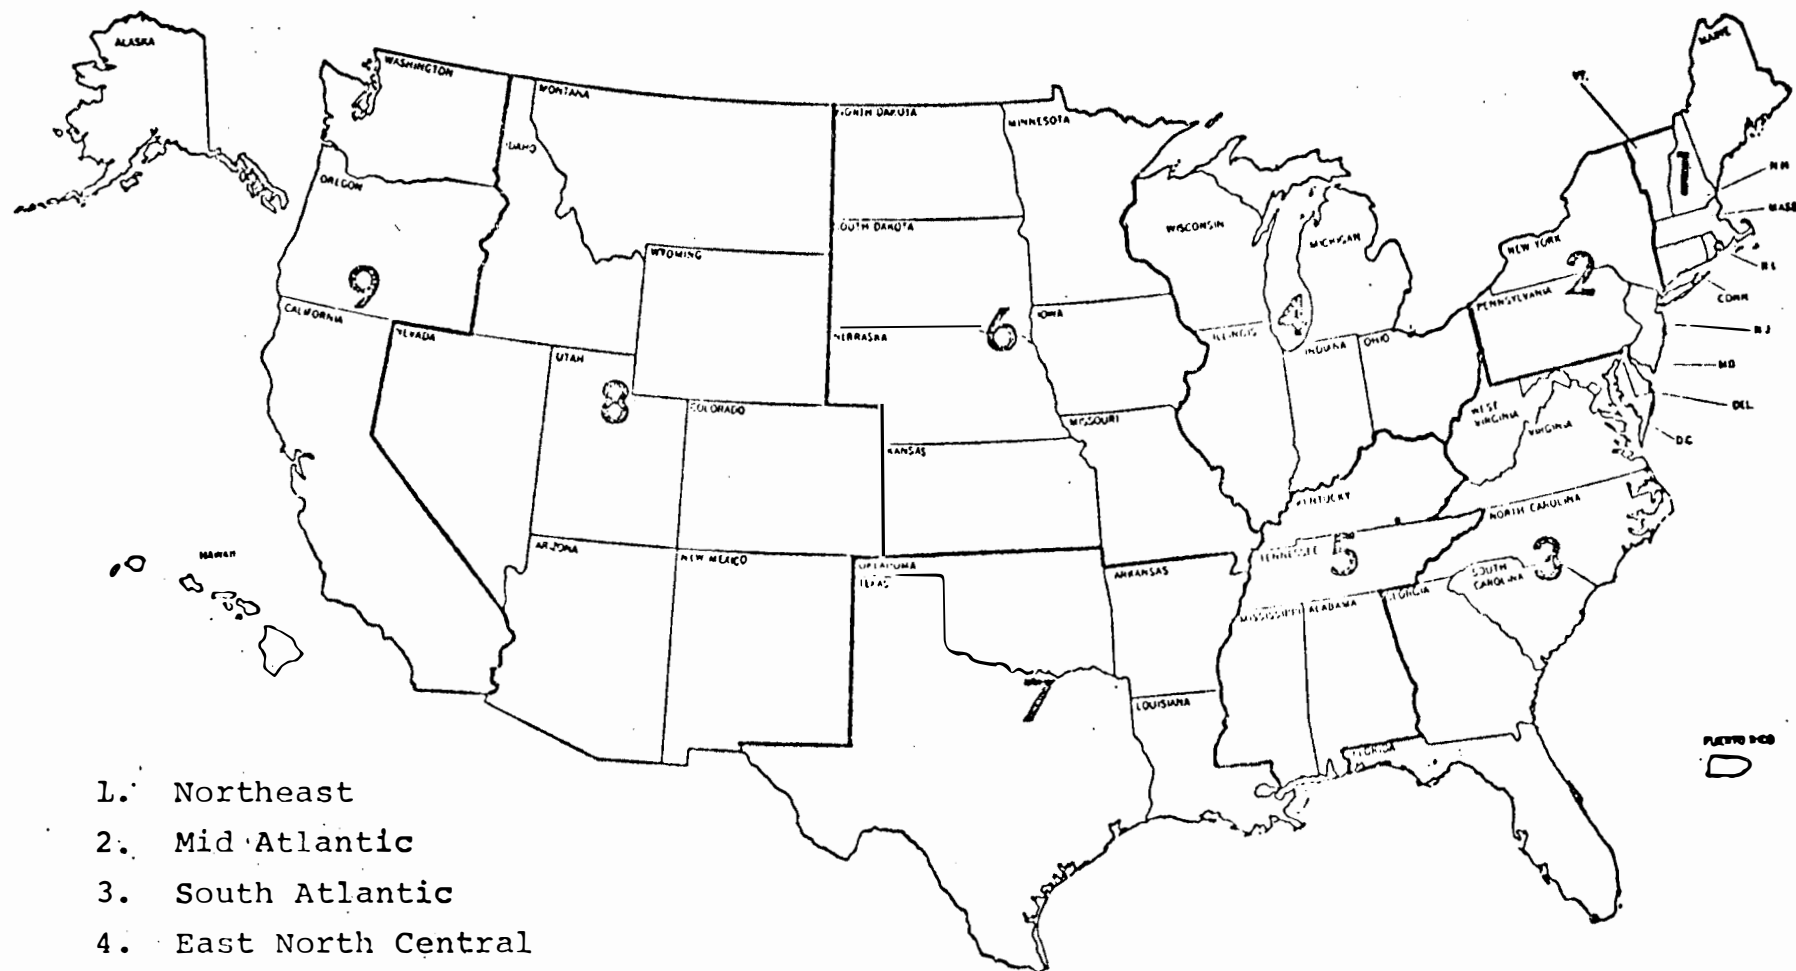 ALASKA
WASHINGTON
MONTANA
NORTH DAKOTA
MINNESOTA
MAINE
VT.
IDAHO
OREGON
SOUTH DAKOTA
WISCONSIN
MICHIGAN
NEW YORK
1
N H
MASS
R I
CONN
N J
MD
DEL
DC
WYOMING
9
2
CALIFORNIA
NEVADA
UTAH
NEBRASKA
6
IOWA
ILLINOIS
4
INDIANA
OHIO
PENNSYLVANIA
8
COLORADO
KANSAS
MISSOURI
WEST
VIRGINIA
VIRGINIA
KENTUCKY
NORTH CAROLINA
HAWAII
ARIZONA
NEW MEXICO
OKLAHOMA
TEXAS
ARKANSAS
TENNESSEE
5
SOUTH
CAROLINA
3
MISSISSIPPI
ALABAMA
GEORGIA
7
LOUISIANA
FLORIDA
PUERTO RICO
1. Northeast
2. Mid Atlantic
3. South Atlantic
4. East North Central